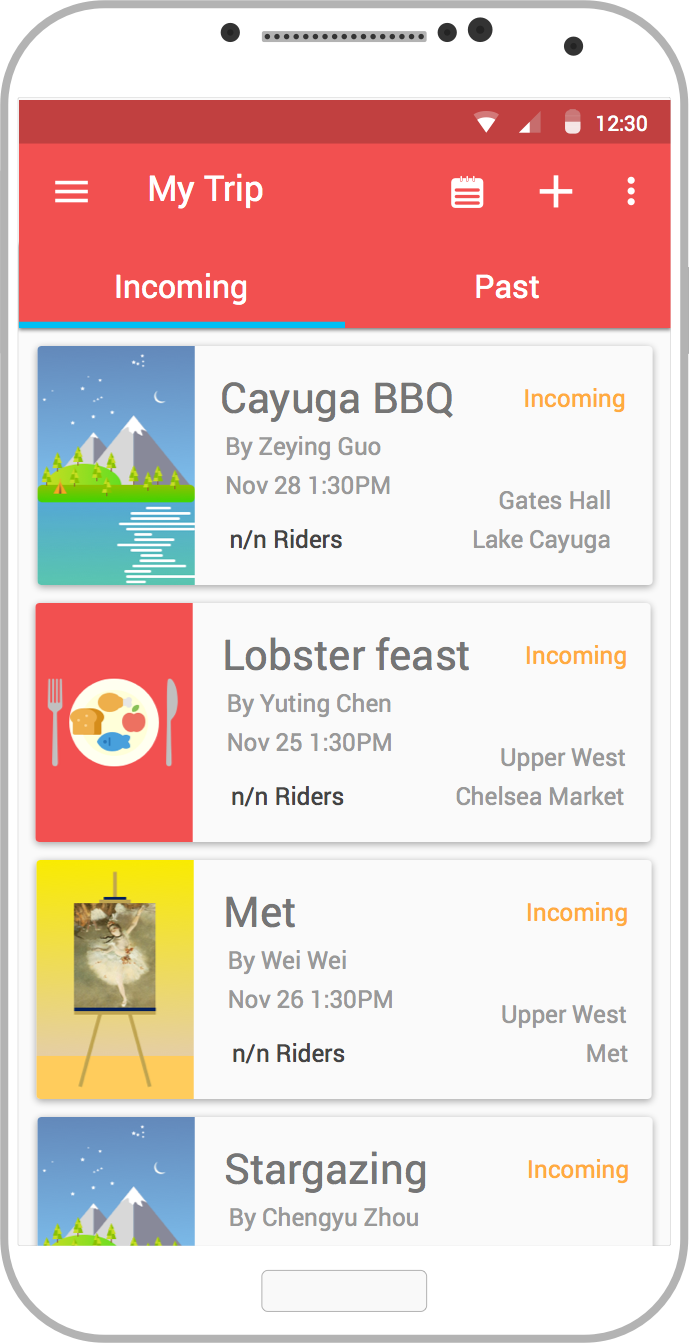 12:30
My Trip
Incoming
Past
Cayuga BBQ
Incoming
By Zeying Guo
Nov 28 1:30PM
Gates Hall
n/n Riders
Lake Cayuga
Lobster feast
Incoming
By Yuting Chen
Nov 25 1:30PM
Upper West
n/n Riders
Chelsea Market
Met
Incoming
By Wei Wei
Nov 26 1:30PM
Upper West
n/n Riders
Met
Stargazing
Incoming
By Chengyu Zhou